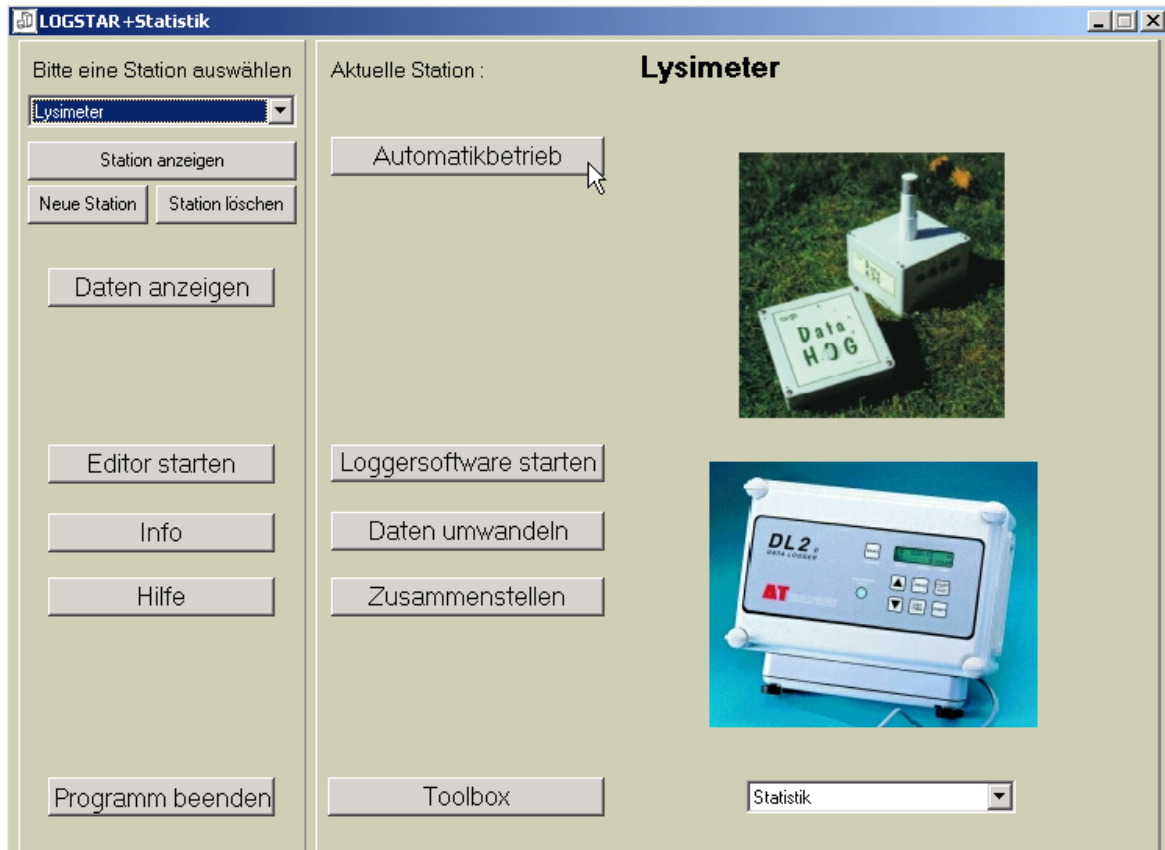 LOGSTAR+Statistik
Bitte eine Station auswählen
Lysimeter
Station anzeigen
Neue Station
Station löschen
Daten anzeigen
Editor starten
Info
Hilfe
Programm beenden
Aktuelle Station :
Lysimeter
Automatikbetrieb
Loggersoftware starten
Daten umwandeln
Zusammenstellen
Toolbox
Data
HOG
DL2 e
DATA LOGGER
AT
Statistik